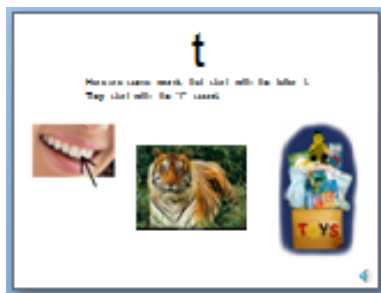 t
Here are some words that start with the letter t.
They start with the "t" sound.
TOYS